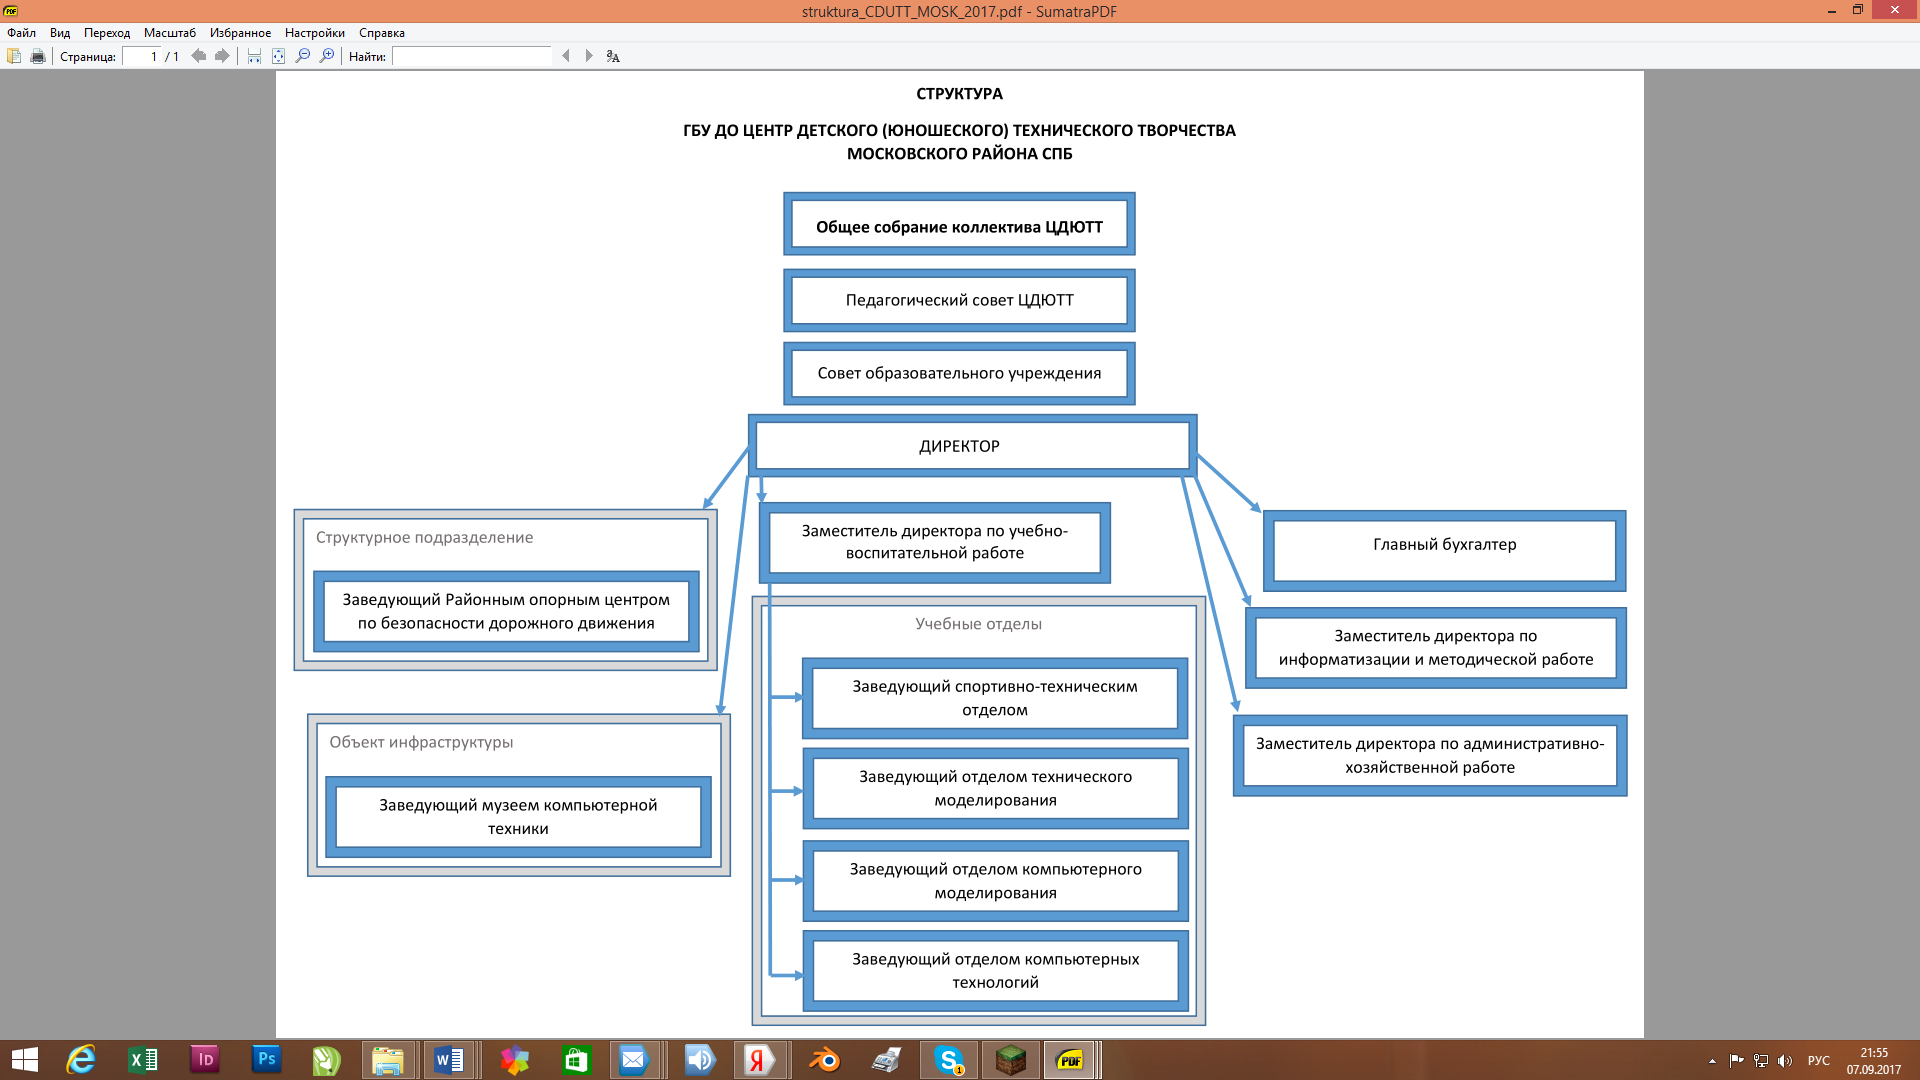 struktura_CDUTT_MOSK_2017.pdf - SumatraPDF
Файл Вид Переход Масштаб Избранное Настройки Справка
Страница: 1 / 1 Найти:
СТРУКТУРА
ГБУ ДО ЦЕНТР ДЕТСКОГО (ЮНОШЕСКОГО) ТЕХНИЧЕСКОГО ТВОРЧЕСТВА
МОСКОВСКОГО РАЙОНА СПБ
Общее собрание коллектива ЦДЮТТ
Педагогический совет ЦДЮТТ
Совет образовательного учреждения
ДИРЕКТОР
Структурное подразделение
Заведующий Районным опорным центром
по безопасности дорожного движения
Объект инфраструктуры
Заведующий музеем компьютерной
техники
Заместитель директора по учебно-
воспитательной работе
Учебные отделы
Заведующий спортивно-техническим
отделом
Заведующий отделом технического
моделирования
Заведующий отделом компьютерного
моделирования
Заведующий отделом компьютерных
технологий
Главный бухгалтер
Заместитель директора по
информатизации и методической работе
Заместитель директора по административно-
хозяйственной работе
РУС
21:55
07.09.2017